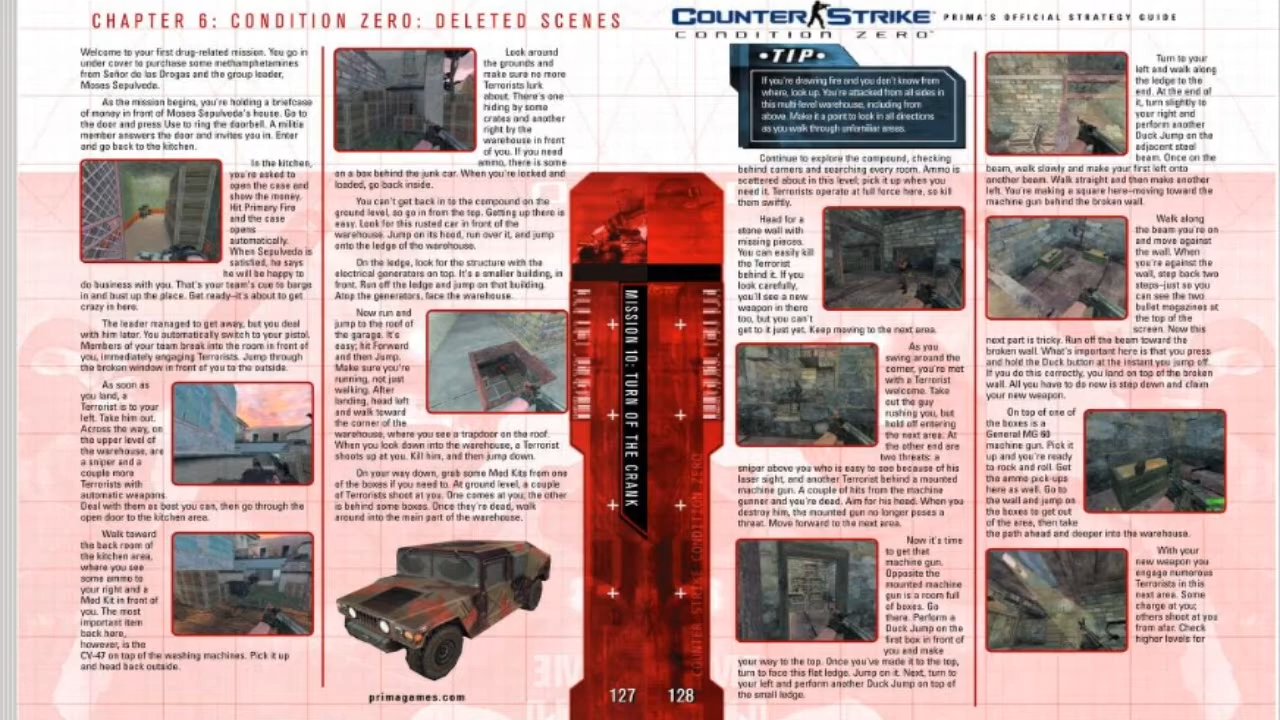 CHAPTER 6: CONDITION ZERO: DELETED SCENES
Welcome to your first drug-related mission. You go in
under cover to purchase some methamphetamines
from Señor de las Drogas and the group leader,
Moses Sepulveda.
As the mission begins, you're holding a briefcase
of money in front of Moses Sepulveda's house. Go to
the door and press Use to ring the doorbell. A militia
member answers the door and invites you in. Enter
and go back to the kitchen.
In the kitchen,
you're asked to
open the case and
show the money.
Hit Primary Fire
and the case
opens
automatically.
When Sepulveda is
satisfied, he says
he will be happy to
do business with you. That's your team's cue to barge
in and bust up the place. Get ready—it's about to get
crazy in here.
The leader managed to get away, but you deal
with him later. You automatically switch to your pistol.
Members of your team break into the room in front of
you, immediately engaging Terrorists. Jump through
the broken window in front of you to the outside.
As soon as
you land, a
Terrorist is to your
left. Take him out.
Across the way, on
the upper level of
the warehouse, are
a sniper and a
couple more
Terrorists with
automatic weapons.
Deal with them as best you can, then go through the
open door to the kitchen area.
Walk toward
the back room of
the kitchen area,
where you see
some ammo to
your right and a
Med Kit in front of
you. The most
important item
back here,
however, is the
CV-47 on top of the washing machines. Pick it up
and head back outside.
Look around
the grounds and
make sure no more
Terrorists lurk
about. There's one
hiding by some
crates and another
right by the
warehouse in front
of you. If you need
ammo, there is some
on a box behind the junk car. When you're locked and
loaded, go back inside.
You can't get back in to the compound on the
ground level, so go in from the top. Getting up there is
easy. Look for this rusted car in front of the
warehouse. Jump on its hood, run over it, and jump
onto the ledge of the warehouse.
On the ledge, look for the structure with the
electrical generators on top. It's a smaller building, in
front. Run off the ledge and jump on that building.
Atop the generators, face the warehouse.
Now run and
jump to the roof of
the garage. It's
easy; hit Forward
and then Jump.
Make sure you're
running, not just
walking. After
landing, head left
and walk toward
the corner of the
warehouse, where you see a trapdoor on the roof.
When you look down into the warehouse, a Terrorist
shoots up at you. Kill him, and then jump down.
On your way down, grab some Med Kits from one
of the boxes if you need to. At ground level, a couple
of Terrorists shoot at you. One comes at you; the other
is behind some boxes. Once they're dead, walk
around into the main part of the warehouse.
primagames.com
MISSION 10: TURN OF THE CRANK
COUNTER STRIKE CONDITION ZERO
127
128
COUNTER STRIKE
CONDITION ZERO
PRIMA'S OFFICIAL STRATEGY GUIDE
•TIP•
If you're drawing fire and you don't know from
where, look up. You're attacked from all sides in
this multi-level warehouse, including from
above. Make it a point to look in all directions
as you walk through unfamiliar areas.
Continue to explore the compound, checking
behind corners and searching every room. Ammo is
scattered about in this level; pick it up when you
need it. Terrorists operate at full force here, so kill
them swiftly.
Head for a
stone wall with
missing pieces.
You can easily kill
the Terrorist
behind it. If you
look carefully,
you'll see a new
weapon in there
too, but you can't
get to it just yet. Keep moving to the next area.
As you
swing around the
corner, you're met
with a Terrorist
welcome. Take
out the guy
rushing you, but
hold off entering
the next area. At
the other end are
two threats: a
sniper above you who is easy to see because of his
laser sight, and another Terrorist behind a mounted
machine gun. A couple of hits from the machine
gunner and you're dead. Aim for his head. When you
destroy him, the mounted gun no longer poses a
threat. Move forward to the next area.
Now it's time
to get that
machine gun.
Opposite the
mounted machine
gun is a room full
of boxes. Go
there. Perform a
Duck Jump on the
first box in front of
you and make
your way to the top. Once you've made it to the top,
turn to face this flat ledge. Jump on it. Next, turn to
your left and perform another Duck Jump on top of
the small ledge.
Turn to your
left and walk along
the ledge to the
end. At the end of
it, turn slightly to
your right and
perform another
Duck Jump on the
adjacent steel
beam. Once on the
beam, walk slowly and make your first left onto
another beam. Walk straight and then make another
left. You're making a square here—moving toward the
machine gun behind the broken wall.
Walk along
the beam you're on
and move against
the wall. When
you're against the
wall, step back two
steps—just so you
can see the two
bullet magazines at
the top of the
screen. Now this
next part is tricky. Run off the beam toward the
broken wall. What's important here is that you press
and hold the Duck button at the instant you jump off.
If you do this correctly, you land on top of the broken
wall. All you have to do now is step down and claim
your new weapon.
On top of one of
the boxes is a
General MG 60
machine gun. Pick it
up and you're ready
to rock and roll. Get
the ammo pick-ups
here as well. Go to
the wall and jump on
the boxes to get out
of the area, then take
the path ahead and deeper into the warehouse.
With your
new weapon you
engage numerous
Terrorists in this
next area. Some
charge at you;
others shoot at you
from afar. Check
higher levels for